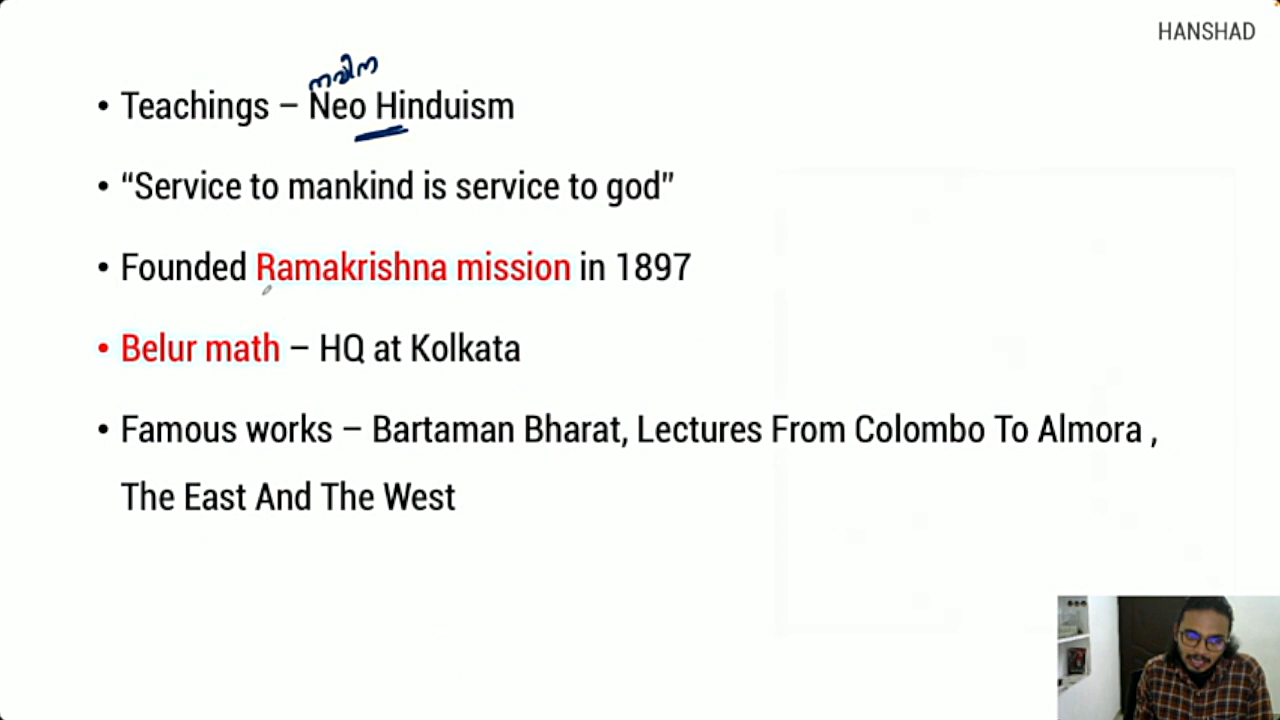 HANSHAD
നവീന
• Teachings – Neo Hinduism
• “Service to mankind is service to god”
• Founded Ramakrishna mission in 1897
• Belur math – HQ at Kolkata
• Famous works – Bartaman Bharat, Lectures From Colombo To Almora ,
The East And The West